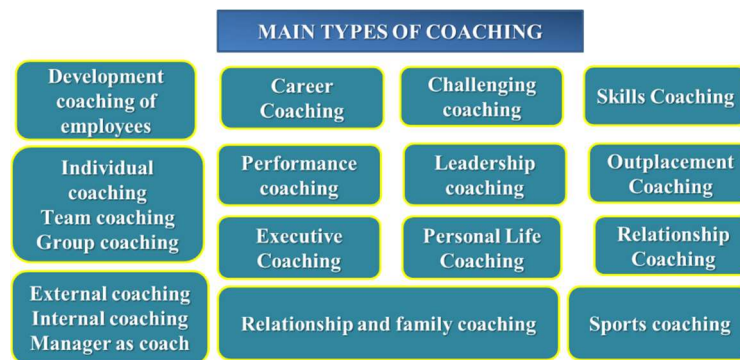 MAIN TYPES OF COACHING
Development
coaching of
employees
Career
Coaching
Challenging
coaching
Skills Coaching
Individual
coaching
Team coaching
Group coaching
Performance
coaching
Leadership
coaching
Outplacement
Coaching
Executive
Coaching
Personal Life
Coaching
Relationship
Coaching
External coaching
Internal coaching
Manager as coach
Relationship and family coaching
Sports coaching